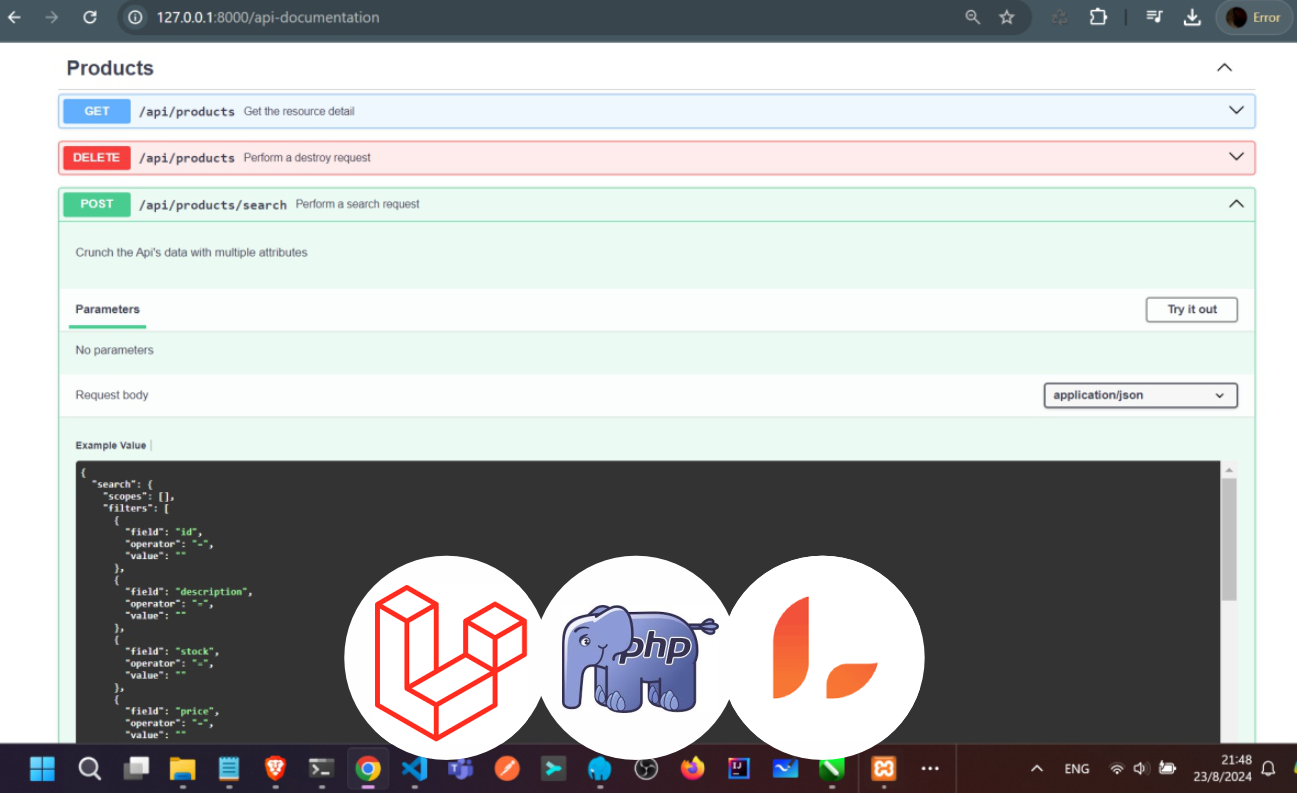 127.0.0.1:8000/api-documentation
Error
Products
GET /api/products Get the resource detail
DELETE /api/products Perform a destroy request
POST /api/products/search Perform a search request
Crunch the Api's data with multiple attributes
Parameters
Try it out
No parameters
Request body
application/json
Example Value
{
"search": {
"scopes": [],
"filters": [
{
"field": "id",
"operator": "=",
"value": ""
},
{
"field": "description",
"operator": "=",
"value": ""
},
{
"field": "stock",
"operator": "=",
"value": ""
},
{
"field": "price",
"operator": "=",
"value": ""
php
ENG
21:48
23/8/2024